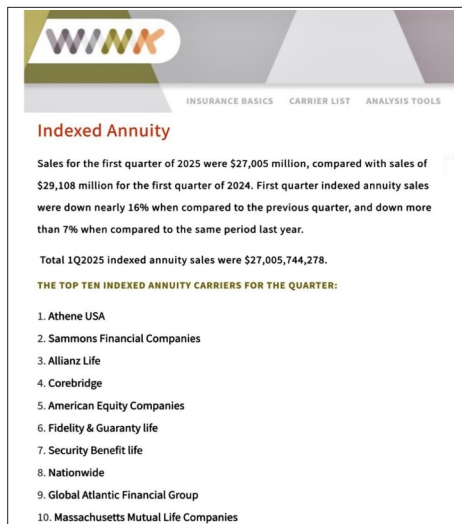 WINK
INSURANCE BASICS CARRIER LIST ANALYSIS TOOLS
Indexed Annuity
Sales for the first quarter of 2025 were $27,005 million, compared with sales of
$29,108 million for the first quarter of 2024. First quarter indexed annuity sales
were down nearly 16% when compared to the previous quarter, and down more
than 7% when compared to the same period last year.
Total 1Q2025 indexed annuity sales were $27,005,744,278.
THE TOP TEN INDEXED ANNUITY CARRIERS FOR THE QUARTER:
1. Athene USA
2. Sammons Financial Companies
3. Allianz Life
4. Corebridge
5. American Equity Companies
6. Fidelity & Guaranty life
7. Security Benefit life
8. Nationwide
9. Global Atlantic Financial Group
10. Massachusetts Mutual Life Companies